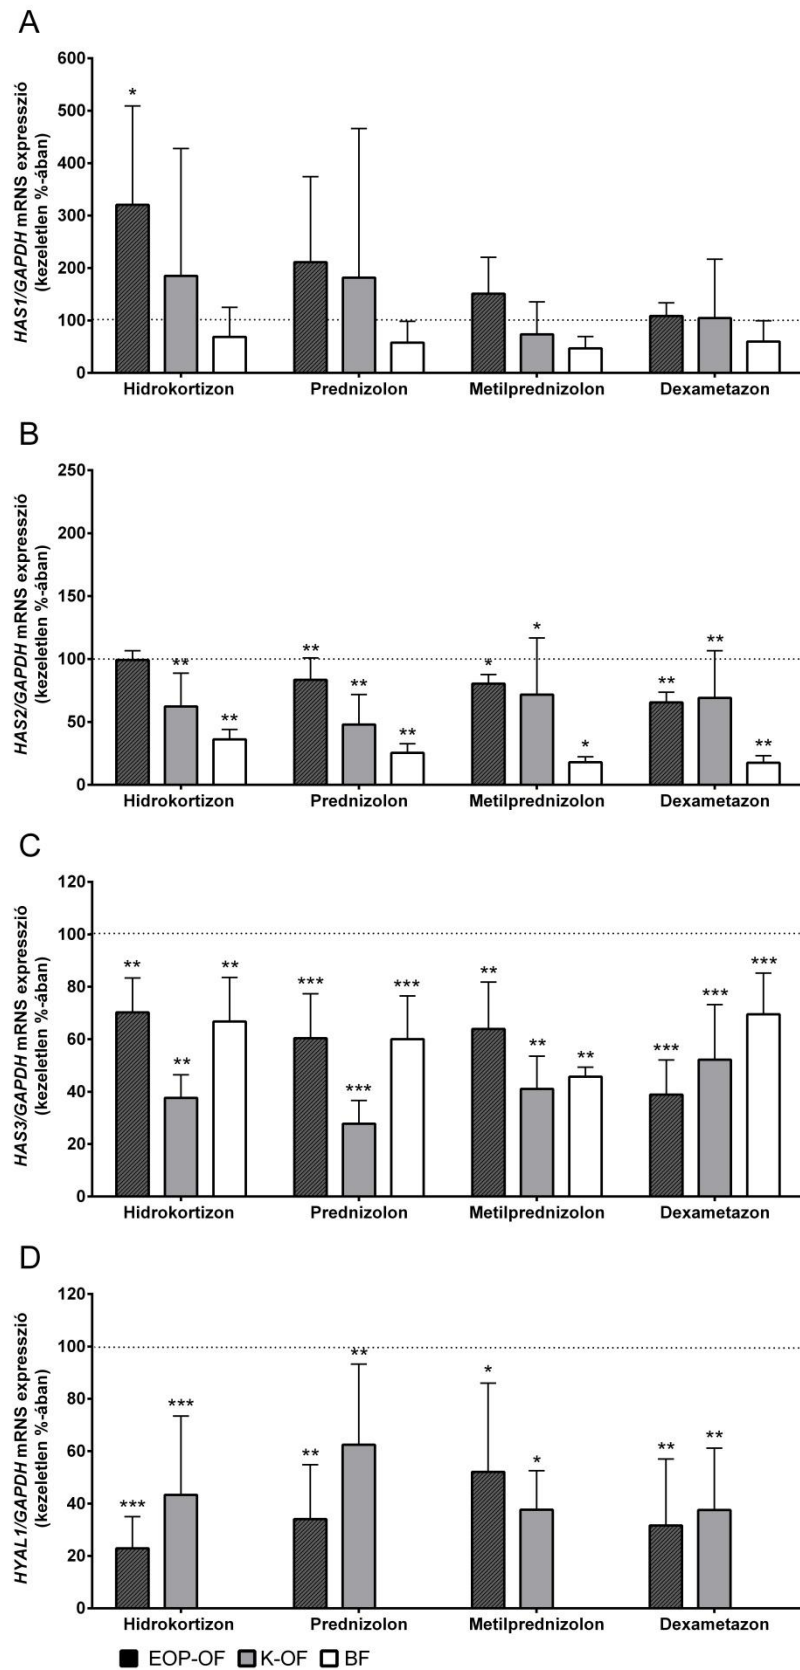 A
HAS1/GAPDH mRNS expresszió
(kezeletlen %-ában)
600
500
400
300
200
100
0
*
Hidrokortizon Prednizolon Metilprednizolon Dexametazon
B
HAS2/GAPDH mRNS expresszió
(kezeletlen %-ában)
250
200
150
100
50
0
** ** ** ** ** * * * ** ** **
Hidrokortizon Prednizolon Metilprednizolon Dexametazon
C
HAS3/GAPDH mRNS expresszió
(kezeletlen %-ában)
120
100
80
60
40
20
0
** ** ** *** *** *** ** ** ** *** *** ***
Hidrokortizon Prednizolon Metilprednizolon Dexametazon
D
HYAL1/GAPDH mRNS expresszió
(kezeletlen %-ában)
120
100
80
60
40
20
0
*** *** ** ** * * ** **
Hidrokortizon Prednizolon Metilprednizolon Dexametazon
EOP-OF K-OF BF